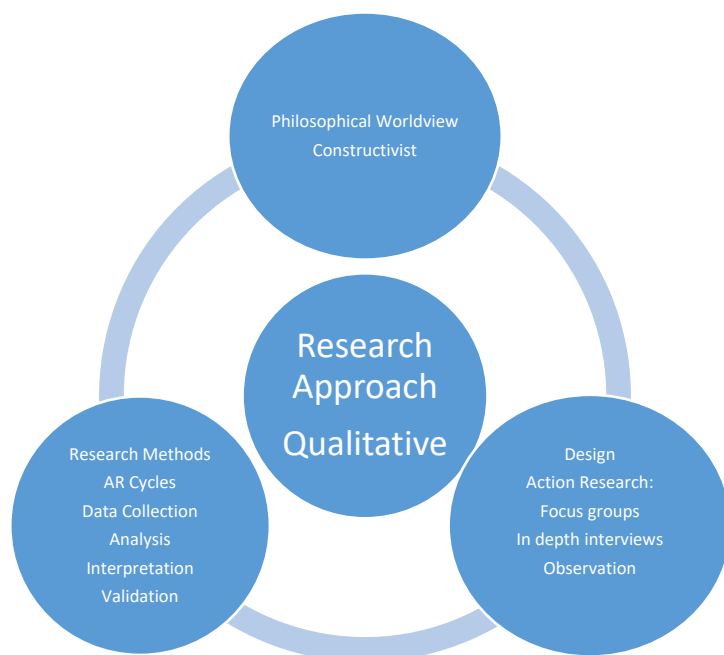 Philosophical Worldview
Constructivist
Research
Approach
Qualitative
Research Methods
AR Cycles
Data Collection
Analysis
Interpretation
Validation
Design
Action Research:
Focus groups
In depth interviews
Observation